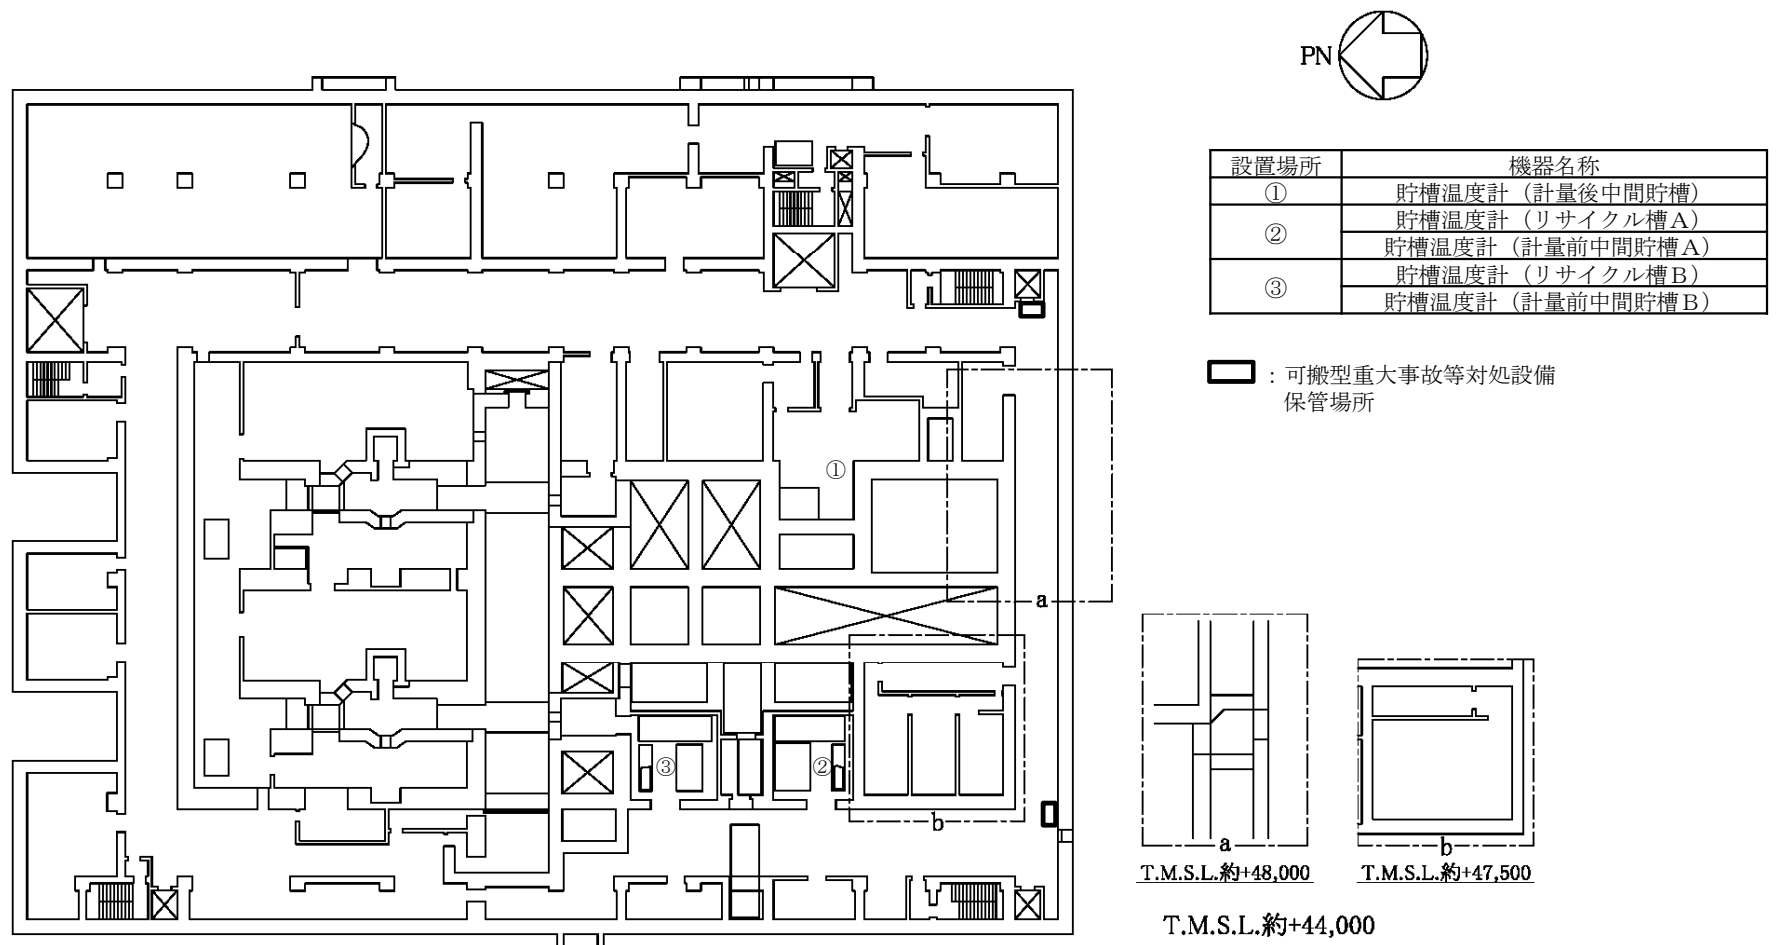 PN
設置場所 機器名称
① 貯槽温度計（計量後中間貯槽）
② 貯槽温度計（リサイクル槽A）
貯槽温度計（計量前中間貯槽A）
③ 貯槽温度計（リサイクル槽B）
貯槽温度計（計量前中間貯槽B）
：可搬型重大事故等対処設備
保管場所
①
a
③
②
b
a
T.M.S.L.約+48,000
b
T.M.S.L.約+47,500
T.M.S.L.約+44,000